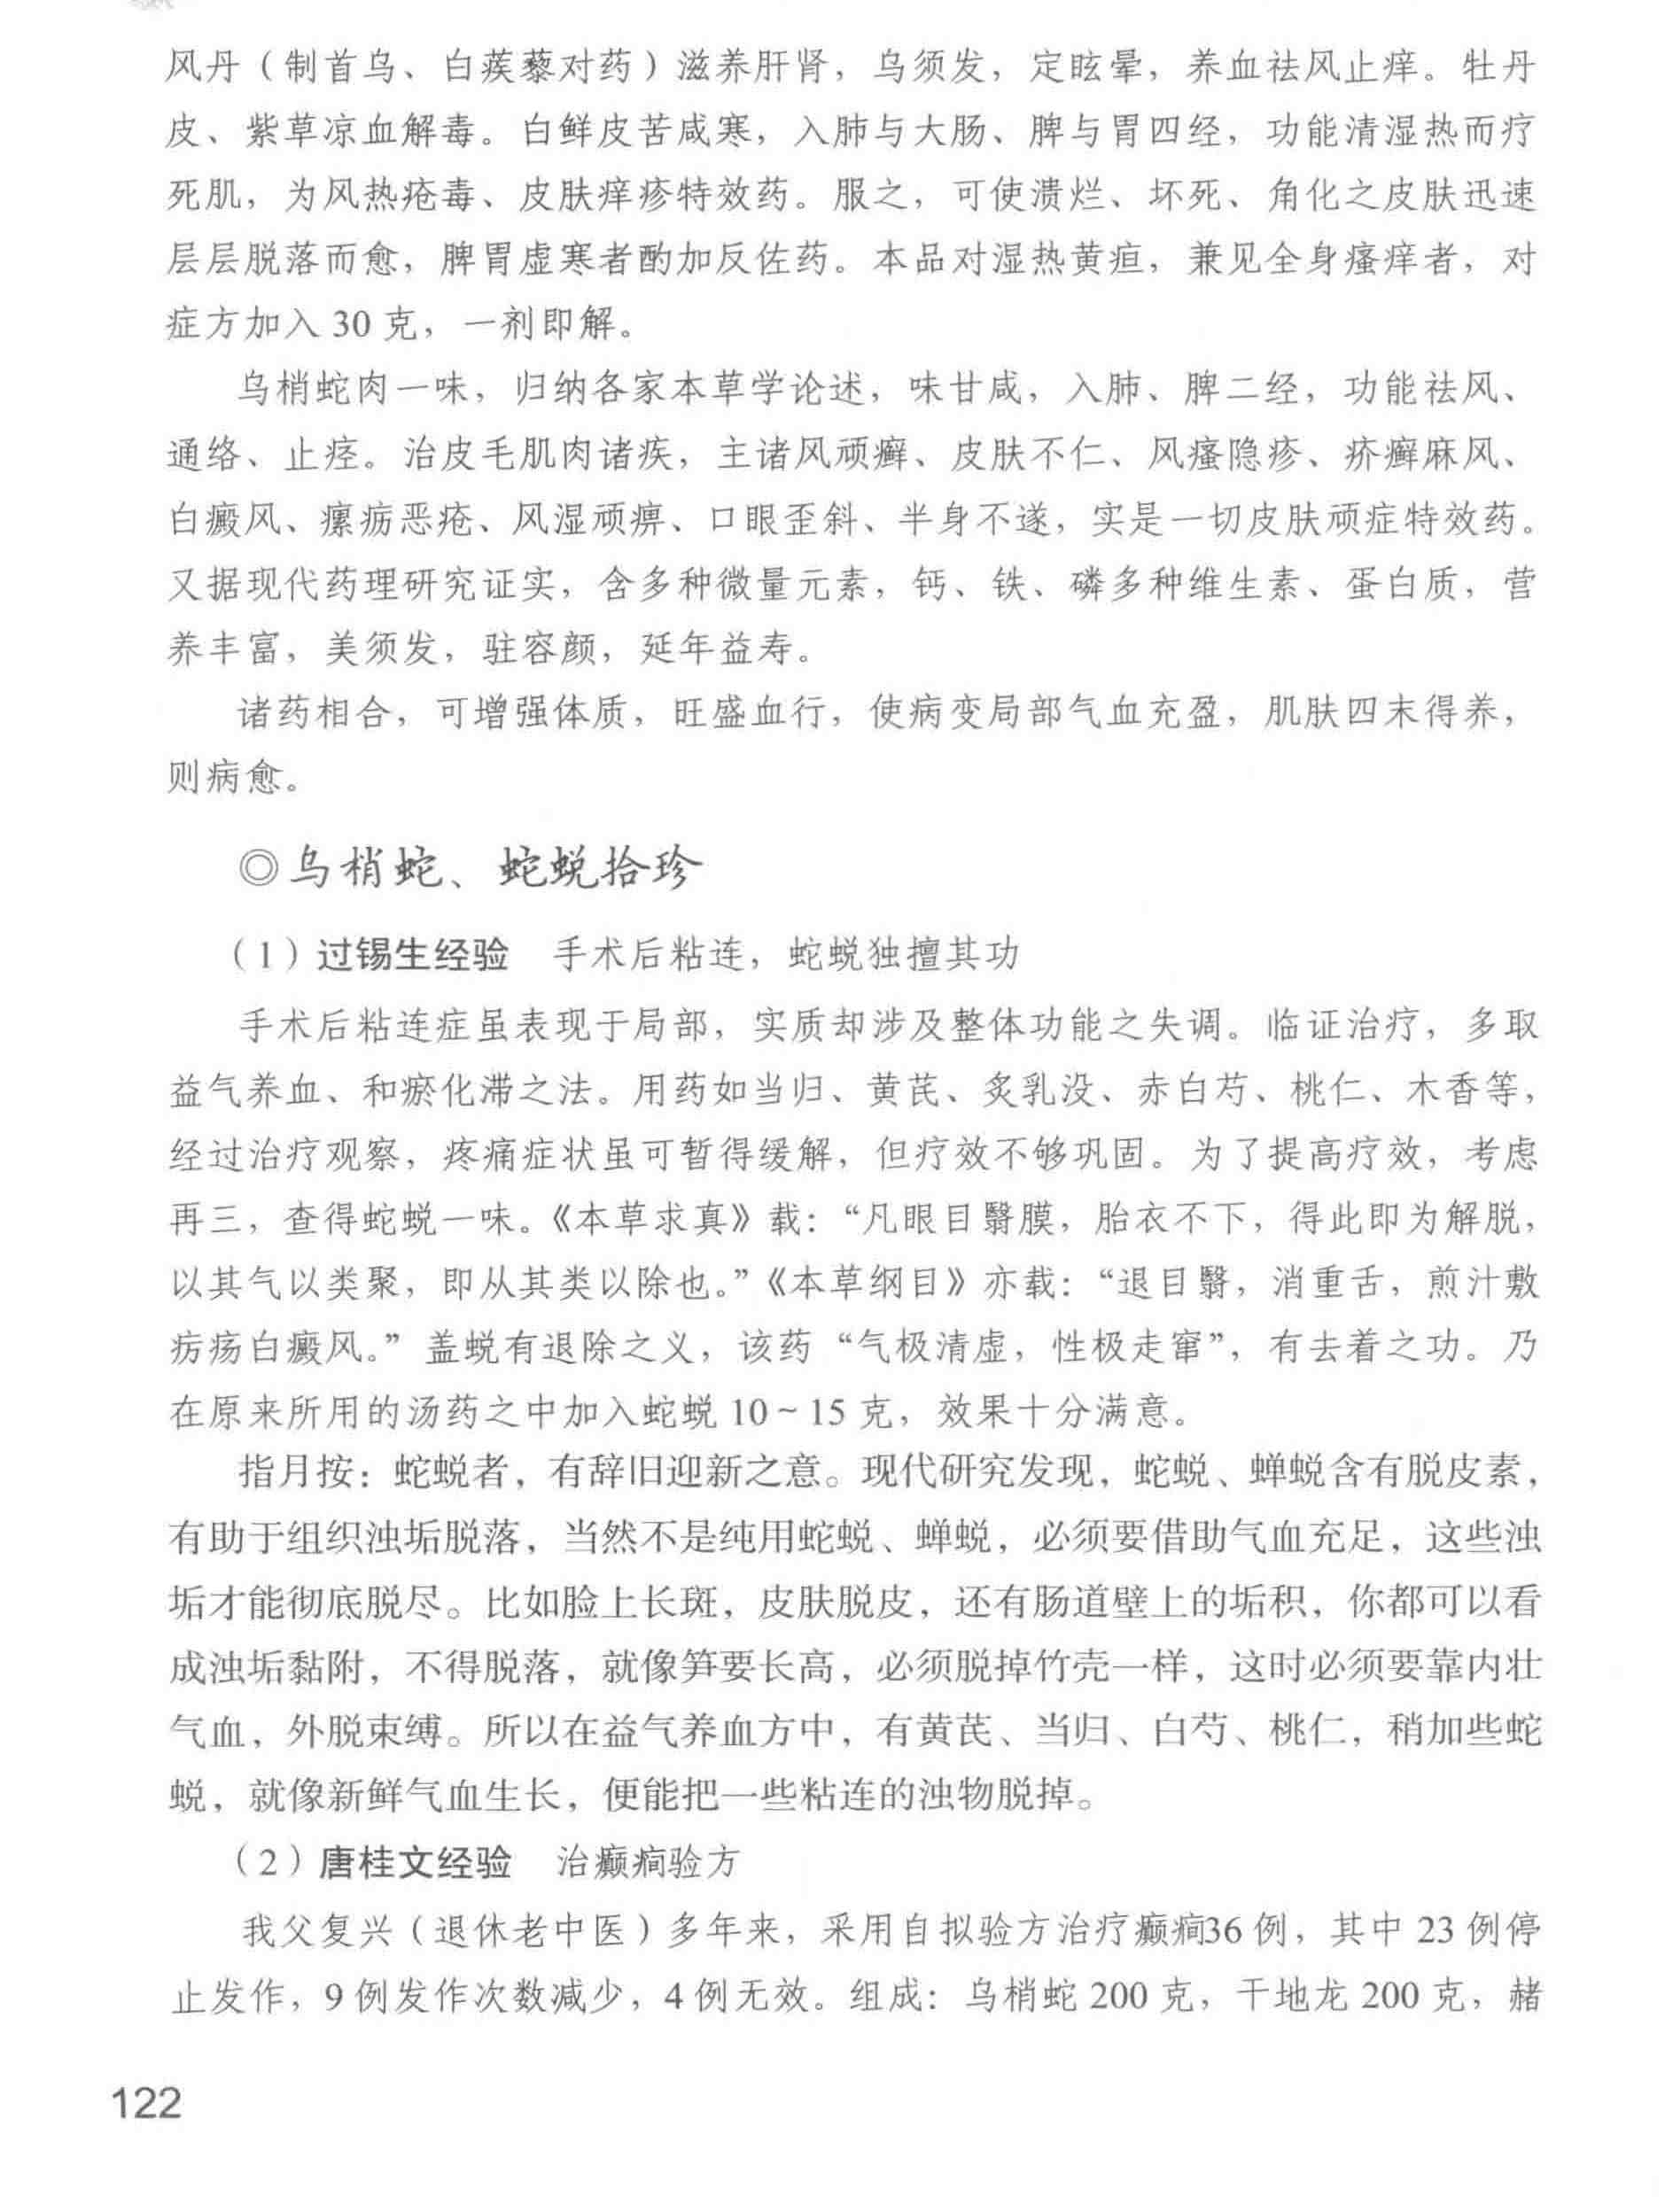 风丹（制首乌、白蒺藜对药）滋养肝肾，乌须发，定眩晕，养血祛风止痒。牡丹
皮、紫草凉血解毒。白鲜皮苦咸寒，入肺与大肠、脾与胃四经，功能清湿热而疗
死肌，为风热疮毒、皮肤痒疹特效药。服之，可使溃烂、坏死、角化之皮肤迅速
层层脱落而愈，脾胃虚寒者酌加反佐药。本品对湿热黄疸，兼见全身瘙痒者，对
症方加入 30 克，一剂即解。
乌梢蛇肉一味，归纳各家本草学论述，味甘咸，入肺、脾二经，功能祛风、
通络、止痉。治皮毛肌肉诸疾，主诸风顽癣、皮肤不仁、风瘙隐疹、疥癣麻风、
白癜风、瘰疬恶疮、风湿顽痹、口眼歪斜、半身不遂，实是一切皮肤顽症特效药。
又据现代药理研究证实，含多种微量元素，钙、铁、磷多种维生素、蛋白质，营
养丰富，美须发，驻容颜，延年益寿。
诸药相合，可增强体质，旺盛血行，使病变局部气血充盈，肌肤四末得养，
则病愈。
◎乌梢蛇、蛇蜕拾珍
（1）过锡生经验　手术后粘连，蛇蜕独擅其功
手术后粘连症虽表现于局部，实质却涉及整体功能之失调。临证治疗，多取
益气养血、和瘀化滞之法。用药如当归、黄芪、炙乳没、赤白芍、桃仁、木香等，
经过治疗观察，疼痛症状虽可暂得缓解，但疗效不够巩固。为了提高疗效，考虑
再三，查得蛇蜕一味。《本草求真》载：“凡眼目翳膜，胎衣不下，得此即为解脱，
以其气以类聚，即从其类以除也。”《本草纲目》亦载：“退目翳，消重舌，煎汁敷
疠疡白癜风。”盖蜕有退除之义，该药“气极清虚，性极走窜”，有去着之功。乃
在原来所用的汤药之中加入蛇蜕 10～15 克，效果十分满意。
指月按：蛇蜕者，有辞旧迎新之意。现代研究发现，蛇蜕、蝉蜕含有脱皮素，
有助于组织浊垢脱落，当然不是纯用蛇蜕、蝉蜕，必须要借助气血充足，这些浊
垢才能彻底脱尽。比如脸上长斑，皮肤脱皮，还有肠道壁上的垢积，你都可以看
成浊垢黏附，不得脱落，就像笋要长高，必须脱掉竹壳一样，这时必须要靠内壮
气血，外脱束缚。所以在益气养血方中，有黄芪、当归、白芍、桃仁，稍加些蛇
蜕，就像新鲜气血生长，便能把一些粘连的浊物脱掉。
（2）唐桂文经验　治癫痫验方
我父复兴（退休老中医）多年来，采用自拟验方治疗癫痫36 例，其中 23 例停
止发作，9 例发作次数减少，4 例无效。组成：乌梢蛇 200 克，干地龙 200 克，赭
122